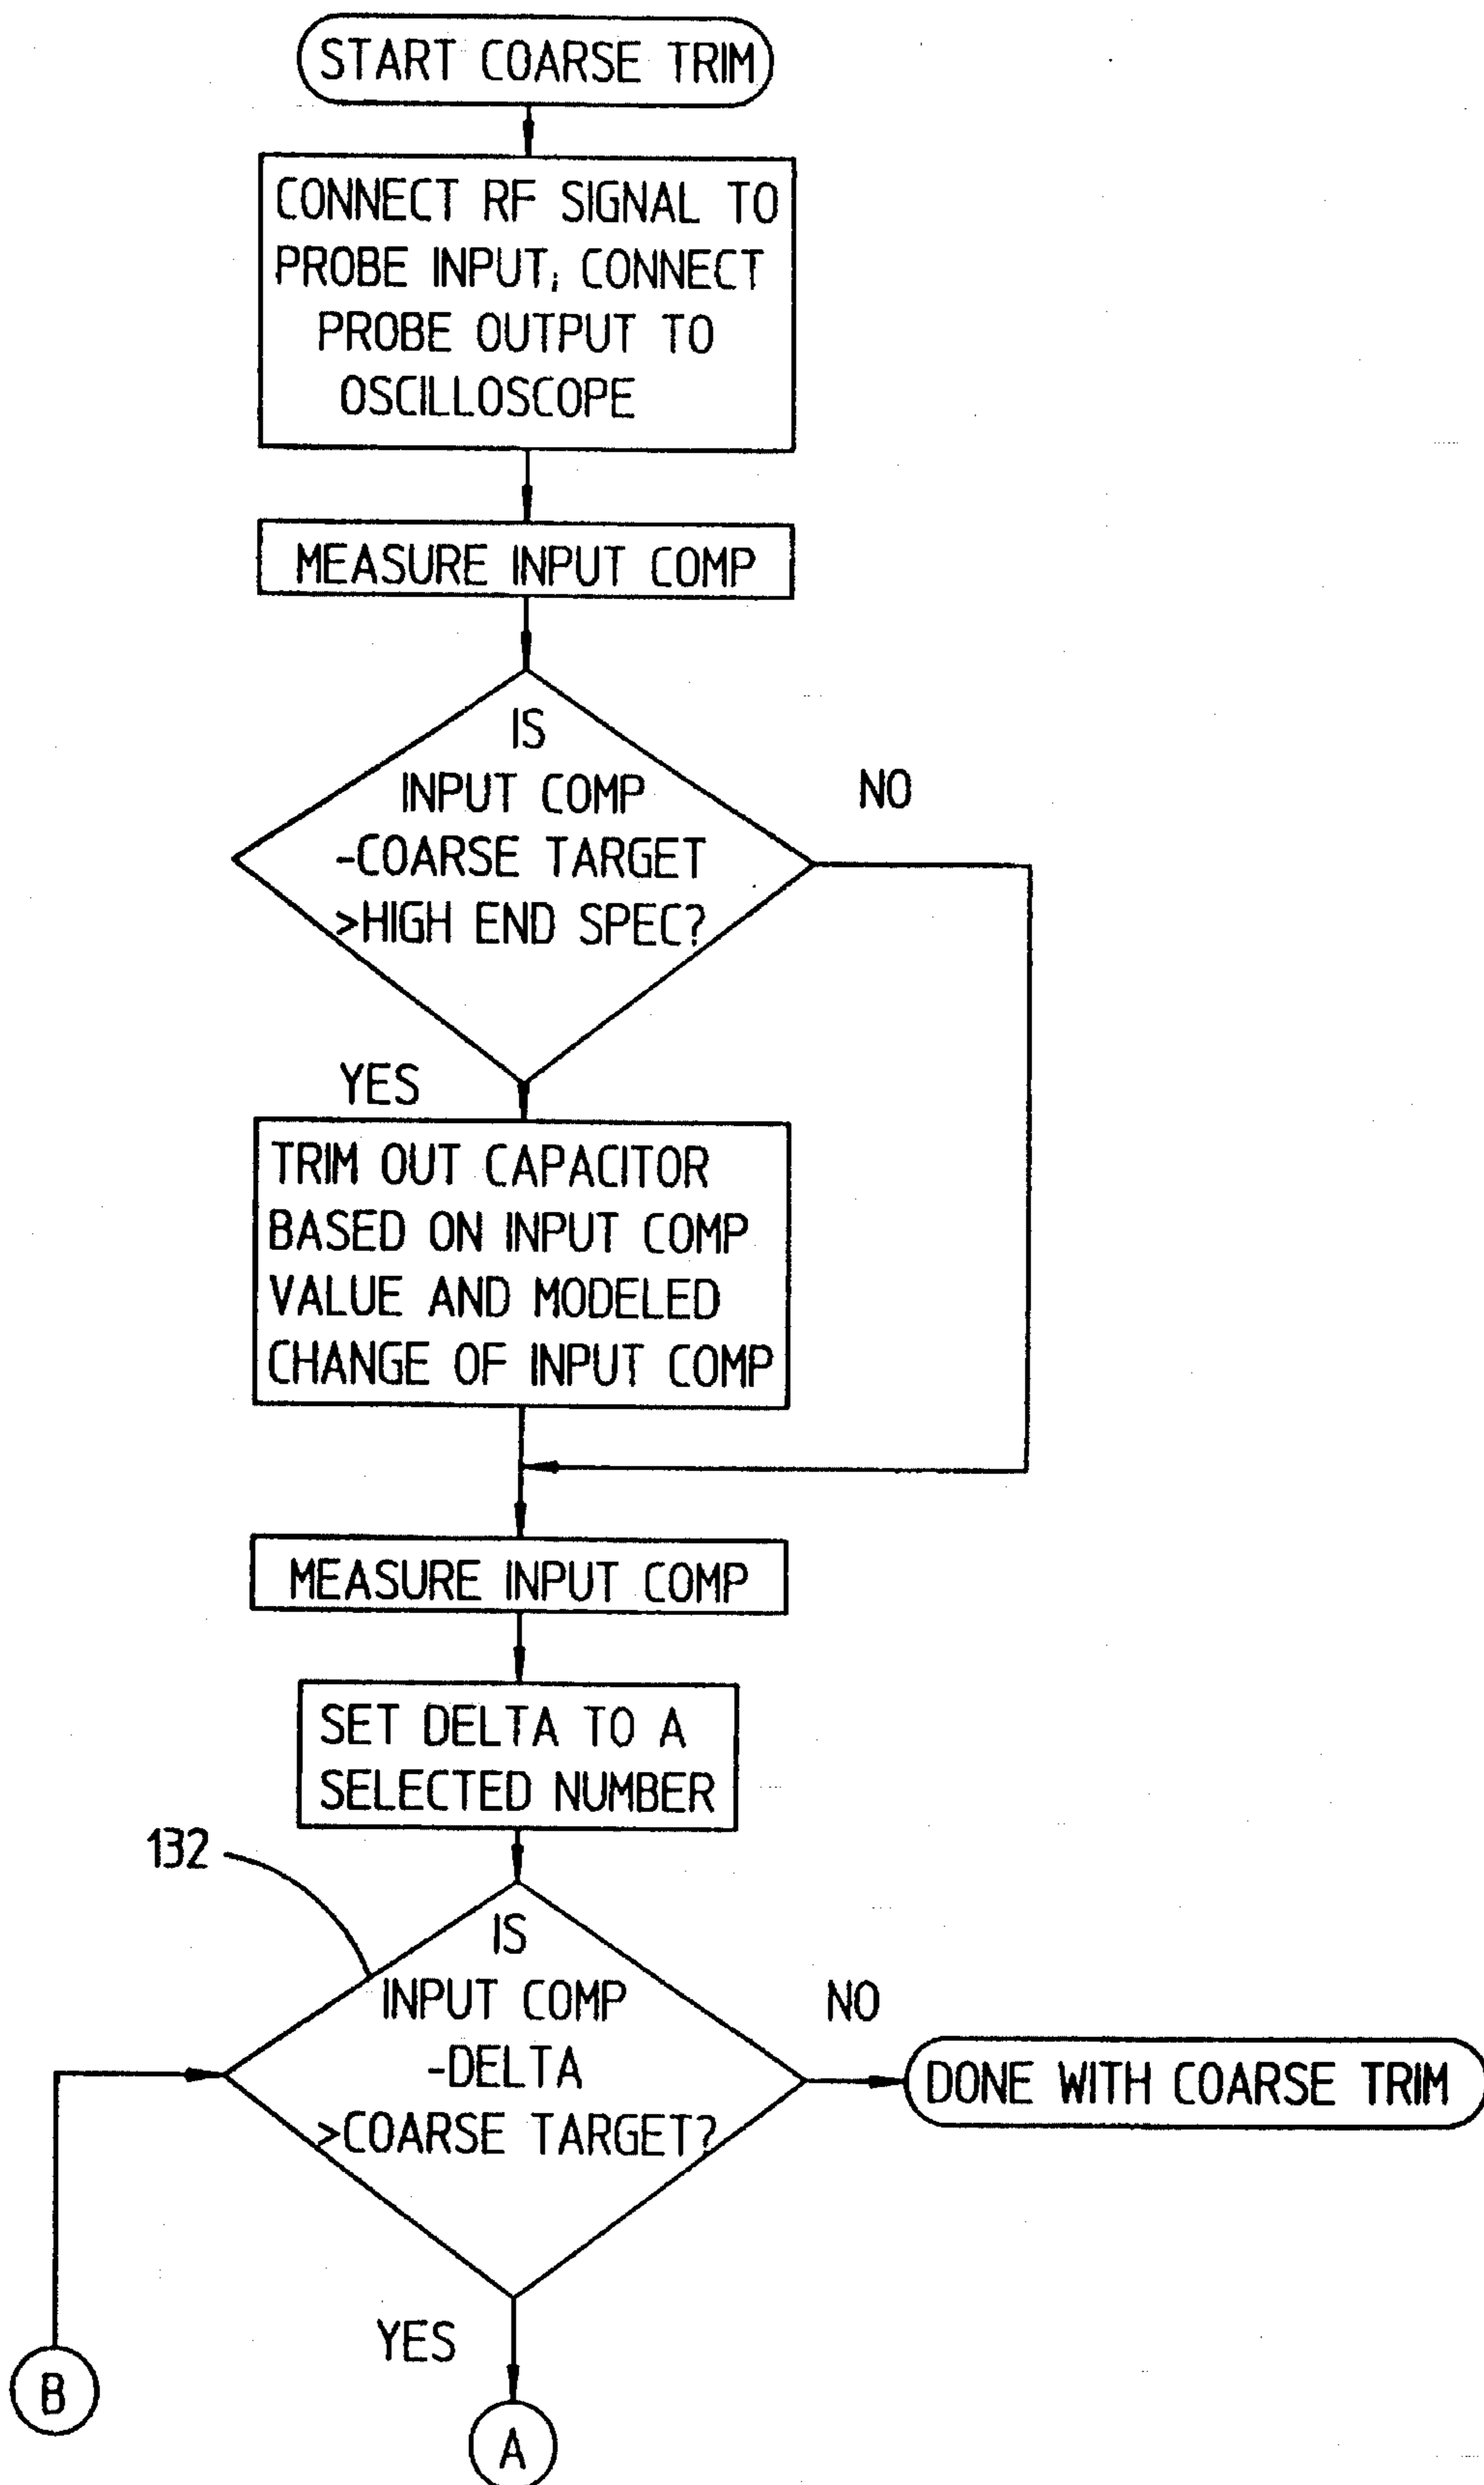 START COARSE TRIM
CONNECT RF SIGNAL TO
PROBE INPUT; CONNECT
PROBE OUTPUT TO
OSCILLOSCOPE
MEASURE INPUT COMP
IS
INPUT COMP
-COARSE TARGET
>HIGH END SPEC?
NO
YES
TRIM OUT CAPACITOR
BASED ON INPUT COMP
VALUE AND MODELED
CHANGE OF INPUT COMP
MEASURE INPUT COMP
SET DELTA TO A
SELECTED NUMBER
132
IS
INPUT COMP
-DELTA
>COARSE TARGET?
NO
DONE WITH COARSE TRIM
YES
B
A